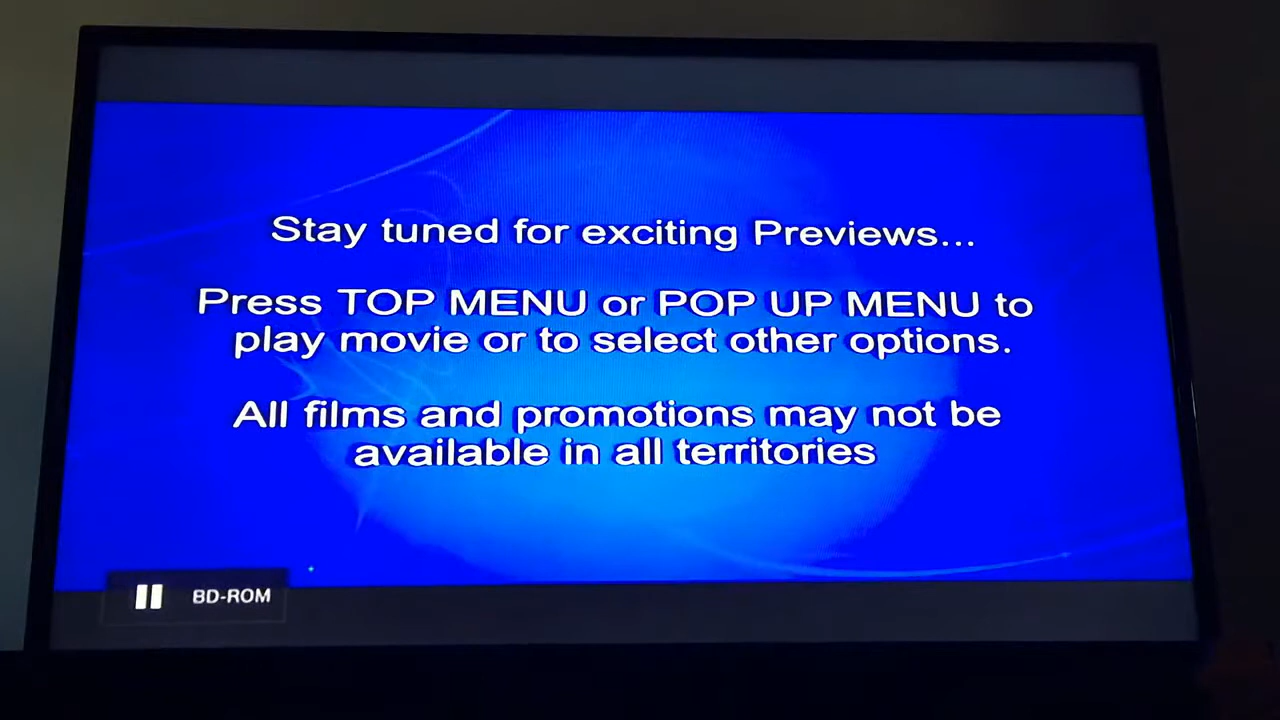 Stay tuned for exciting Previews...
Press TOP MENU or POP UP MENU to
play movie or to select other options.
All films and promotions may not be
available in all territories
BD-ROM